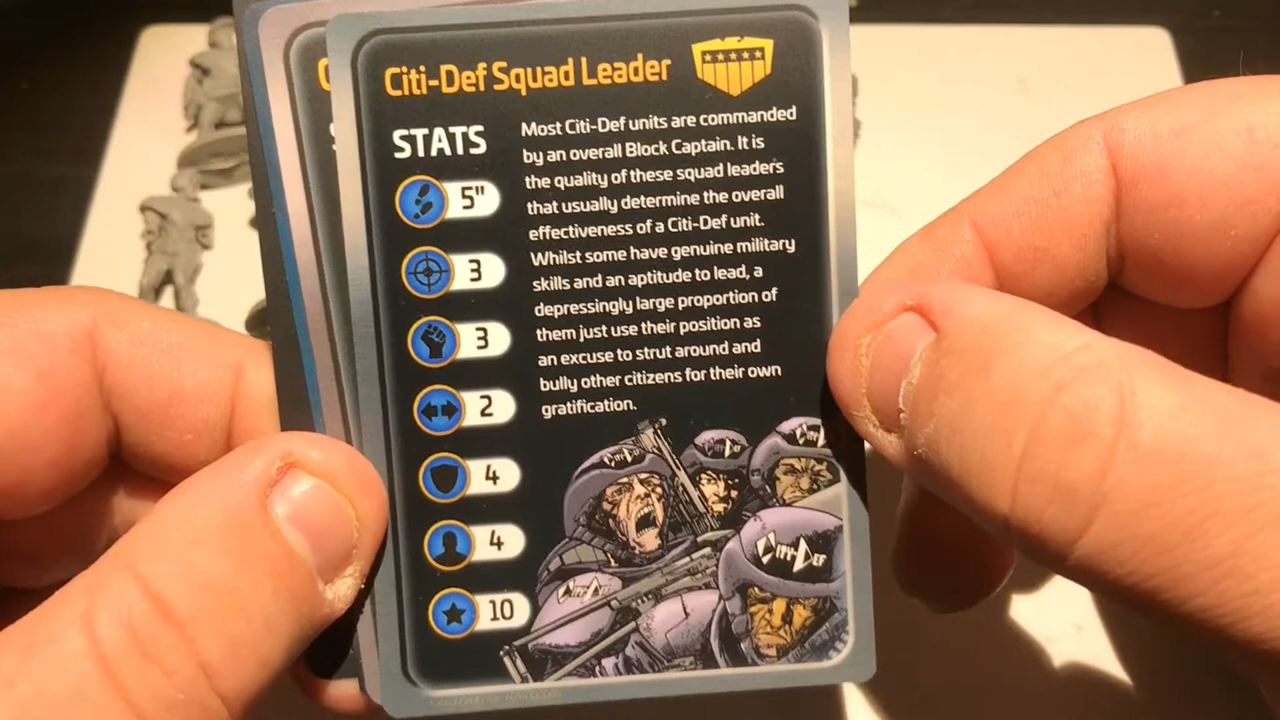 Citi-Def Squad Leader
STATS
5"
3
3
2
4
4
10
Most Citi-Def units are commanded
by an overall Block Captain. It is
the quality of these squad leaders
that usually determine the overall
effectiveness of a Citi-Def unit.
Whilst some have genuine military
skills and an aptitude to lead, a
depressingly large proportion of
them just use their position as
an excuse to strut around and
bully other citizens for their own
gratification.
CITY-DEF